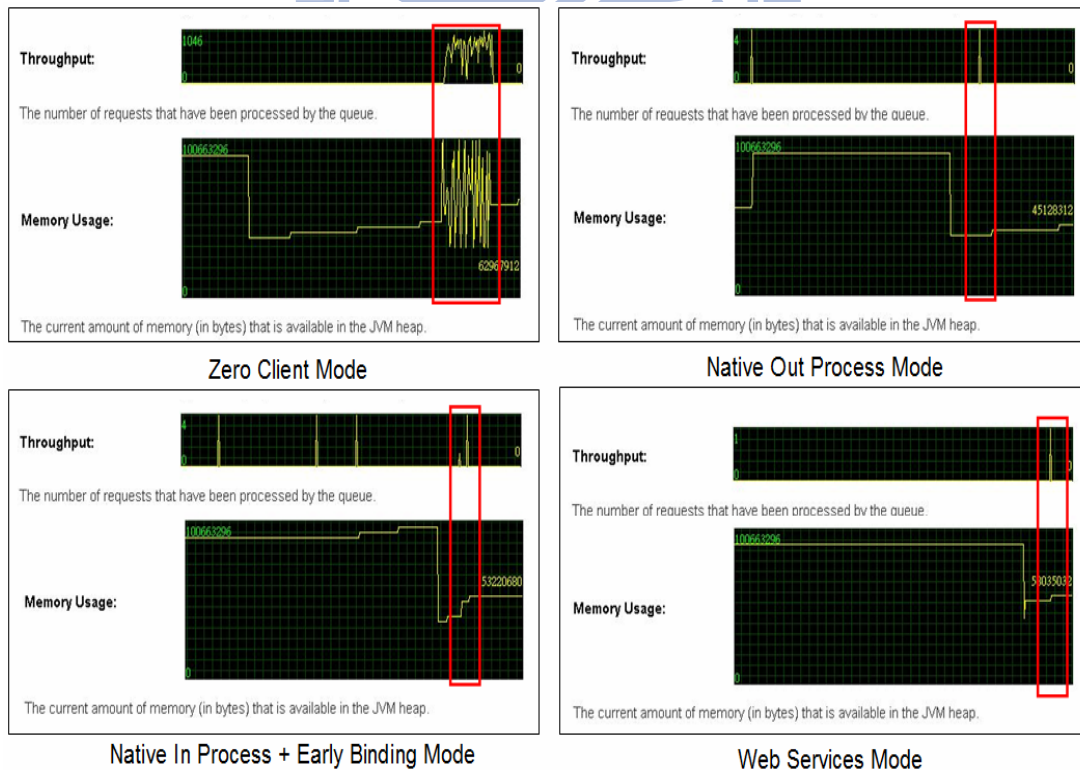 Throughput:
1046
0
0
The number of requests that have been processed by the queue.
Memory Usage:
100663296
62967912
0
The current amount of memory (in bytes) that is available in the JVM heap.
Zero Client Mode
Throughput:
4
0
0
The number of requests that have been processed by the queue.
Memory Usage:
100663296
45128312
0
The current amount of memory (in bytes) that is available in the JVM heap.
Native Out Process Mode
Throughput:
4
0
0
The number of requests that have been processed by the queue.
Memory Usage:
100663296
53220680
0
The current amount of memory (in bytes) that is available in the JVM heap.
Native In Process + Early Binding Mode
Throughput:
1
0
0
The number of requests that have been processed by the queue.
Memory Usage:
100663296
0
The current amount of memory (in bytes) that is available in the JVM heap.
Web Services Mode